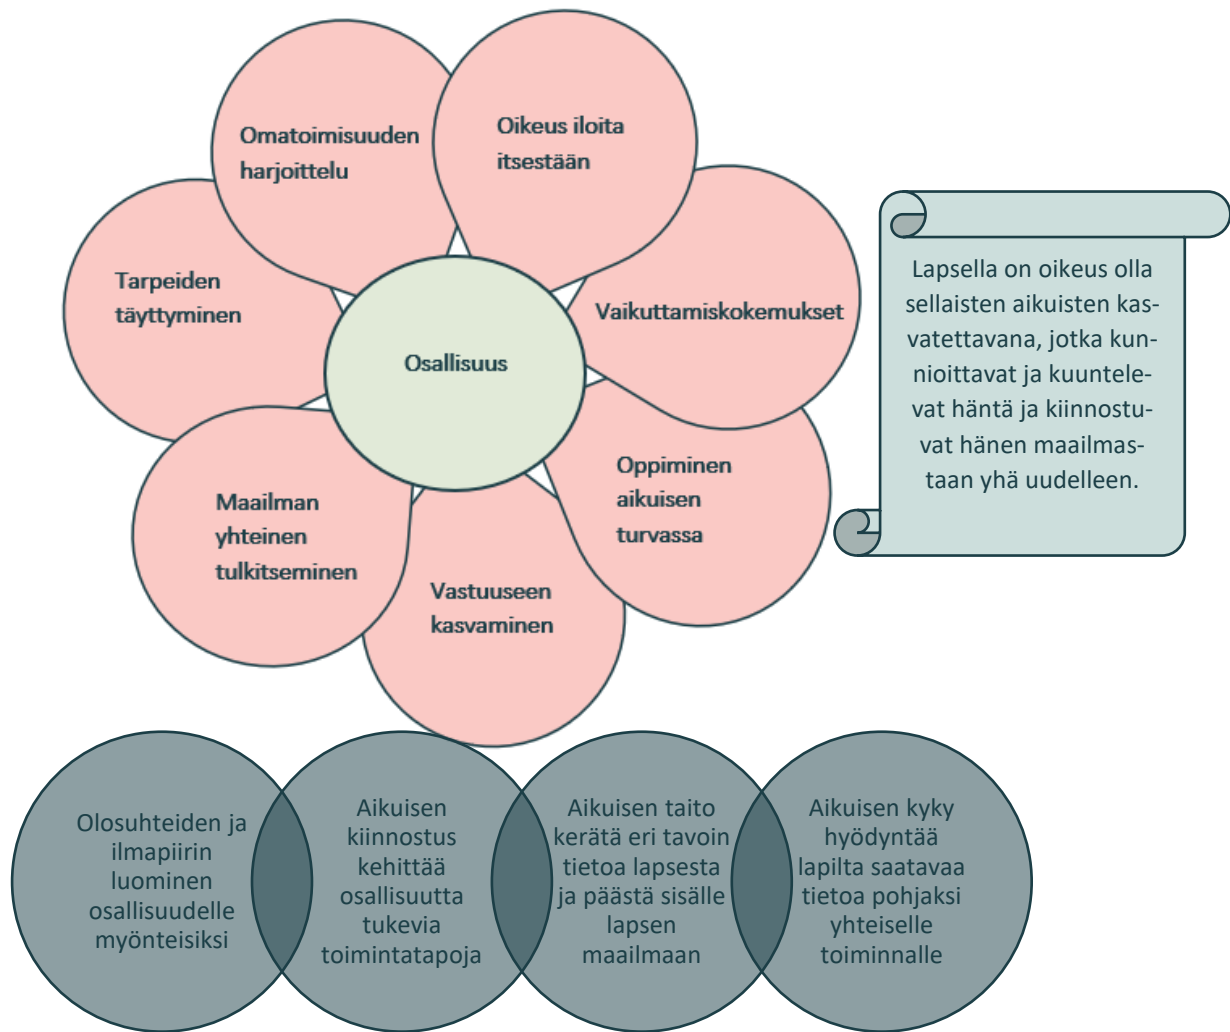 Omatoimisuuden
harjoittelu
Oikeus iloita
itsestään
Tarpeiden
täyttyminen
Vaikuttamiskokemukset
Osallisuus
Maailman
yhteinen
tulkitseminen
Oppiminen
aikuisen
turvassa
Vastuuseen
kasvaminen
Lapsella on oikeus olla
sellaisten aikuisten kas-
vatettavana, jotka kun-
nioittavat ja kuuntele-
vat häntä ja kiinnostu-
vat hänen maailmas-
taan yhä uudelleen.
Olosuhteiden ja
ilmapiirin
luominen
osallisuudelle
myönteisiksi
Aikuisen
kiinnostus
kehittää
osallisuutta
tukevia
toimintatapoja
Aikuisen taito
kerätä eri tavoin
tietoa lapsesta
ja päästä sisälle
lapsen
maailmaan
Aikuisen kyky
hyödyntää
lapilta saatavaa
tietoa pohjaksi
yhteiselle
toiminnalle